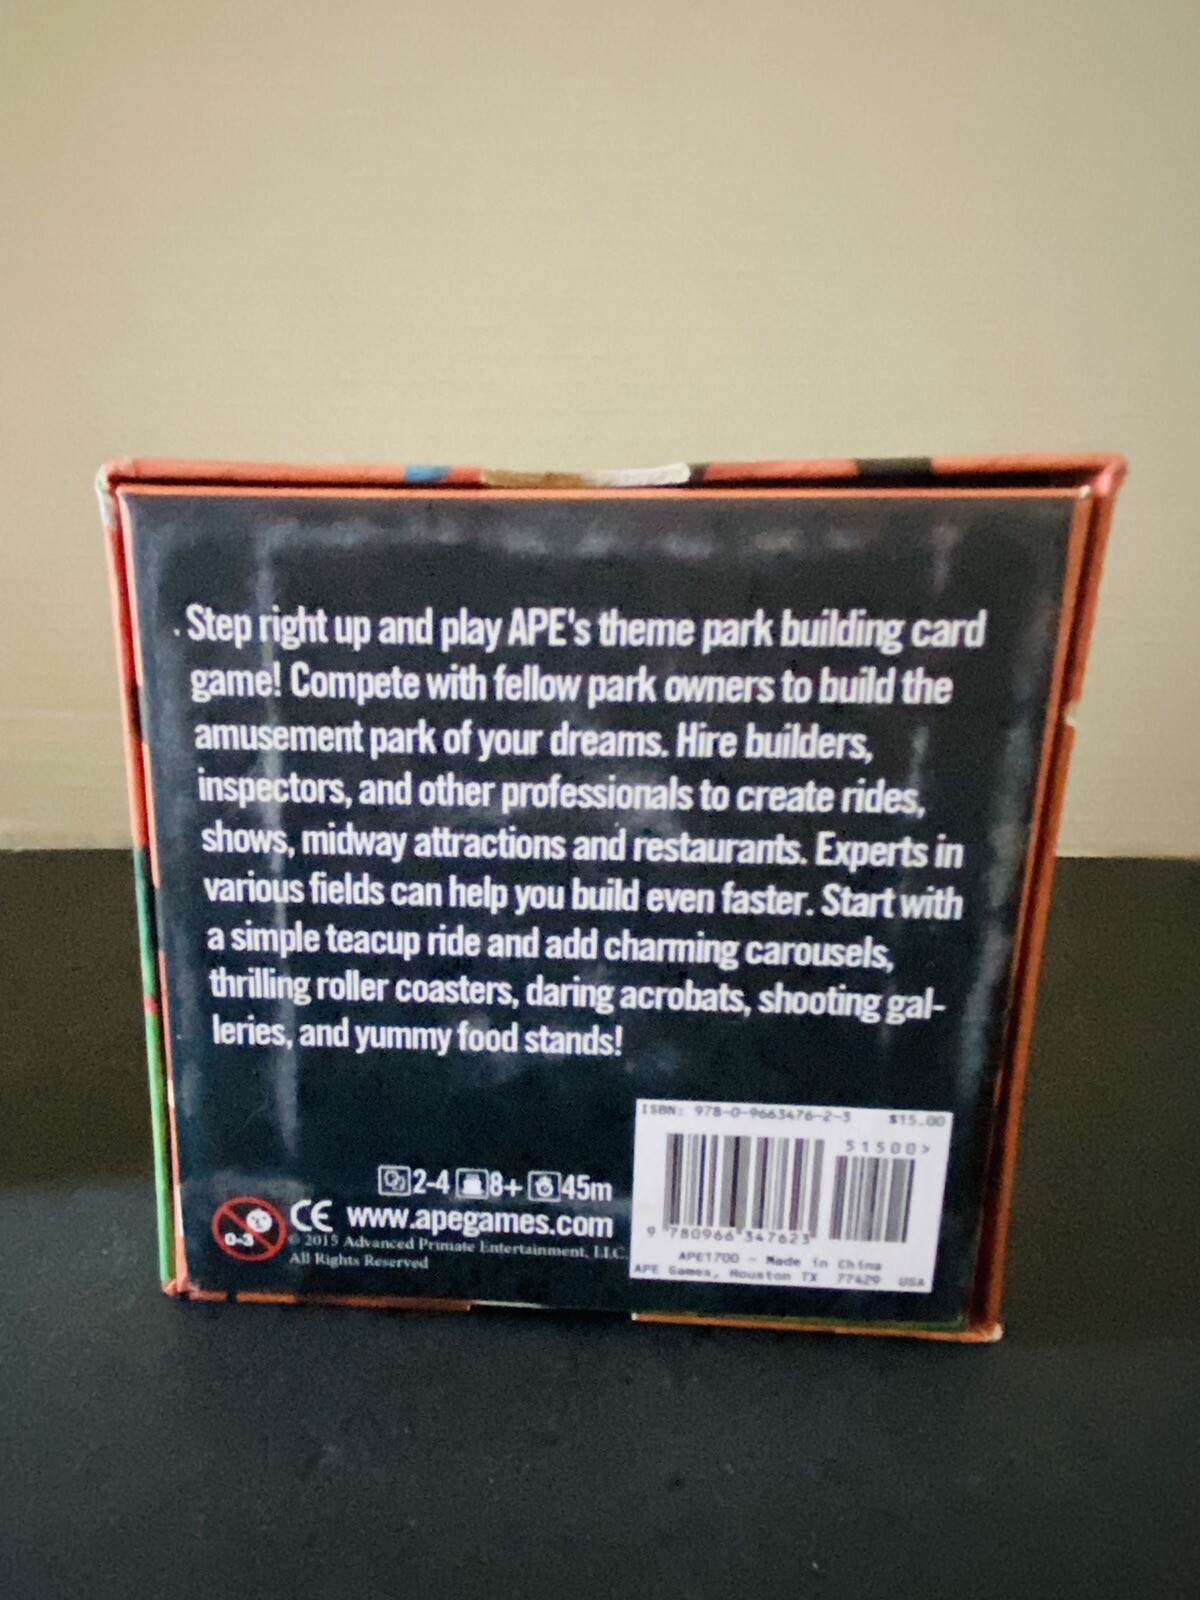 Step right up and play APE's theme park building card
game! Compete with fellow park owners to build the
amusement park of your dreams. Hire builders,
inspectors, and other professionals to create rides,
shows, midway attractions and restaurants. Experts in
various fields can help you build even faster. Start with
a simple teacup ride and add charming carousels,
thrilling roller coasters, daring acrobats, shooting gal-
leries, and yummy food stands!
2-4 8+ 45m
0-3 CE www.apegames.com
© 2015 Advanced Primate Entertainment, LLC.
All Rights Reserved
ISBN: 978-0-9663476-2-3 $15.00
51500>
9 780966 347623
APE1700 - Made in China
APE Games, Houston TX 77429 USA